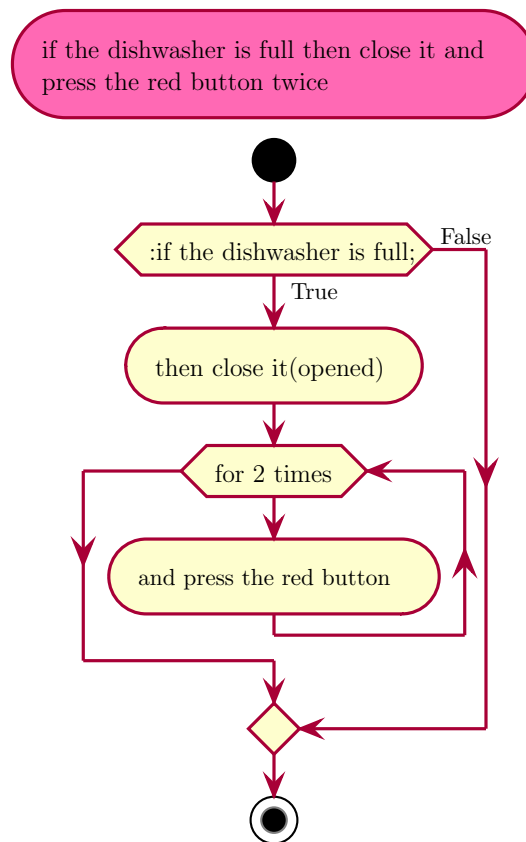 if the dishwasher is full then close it and
press the red button twice
:if the dishwasher is full;
False
True
then close it(opened)
for 2 times
and press the red button